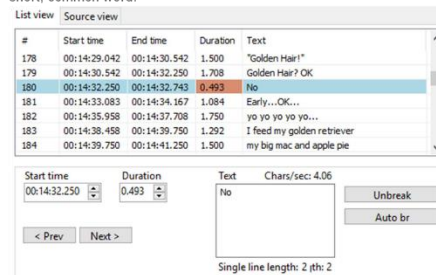 short, common word.
List view Source view
# Start time End time Duration Text
178 00:14:29.042 00:14:30.542 1.500 "Golden Hair!"
179 00:14:30.542 00:14:32.250 1.708 Golden Hair? OK
180 00:14:32.250 00:14:32.743 0.493 No
181 00:14:33.083 00:14:34.167 1.084 Early...OK...
182 00:14:35.958 00:14:37.708 1.750 yo yo yo yo yo...
183 00:14:38.458 00:14:39.750 1.292 I feed my golden retriever
184 00:14:39.750 00:14:41.250 1.500 my big mac and apple pie
Start time Duration Text Chars/sec: 4.06
00:14:32.250 0.493 No Unbreak
Auto br
< Prev Next >
Single line length: 2 gth: 2